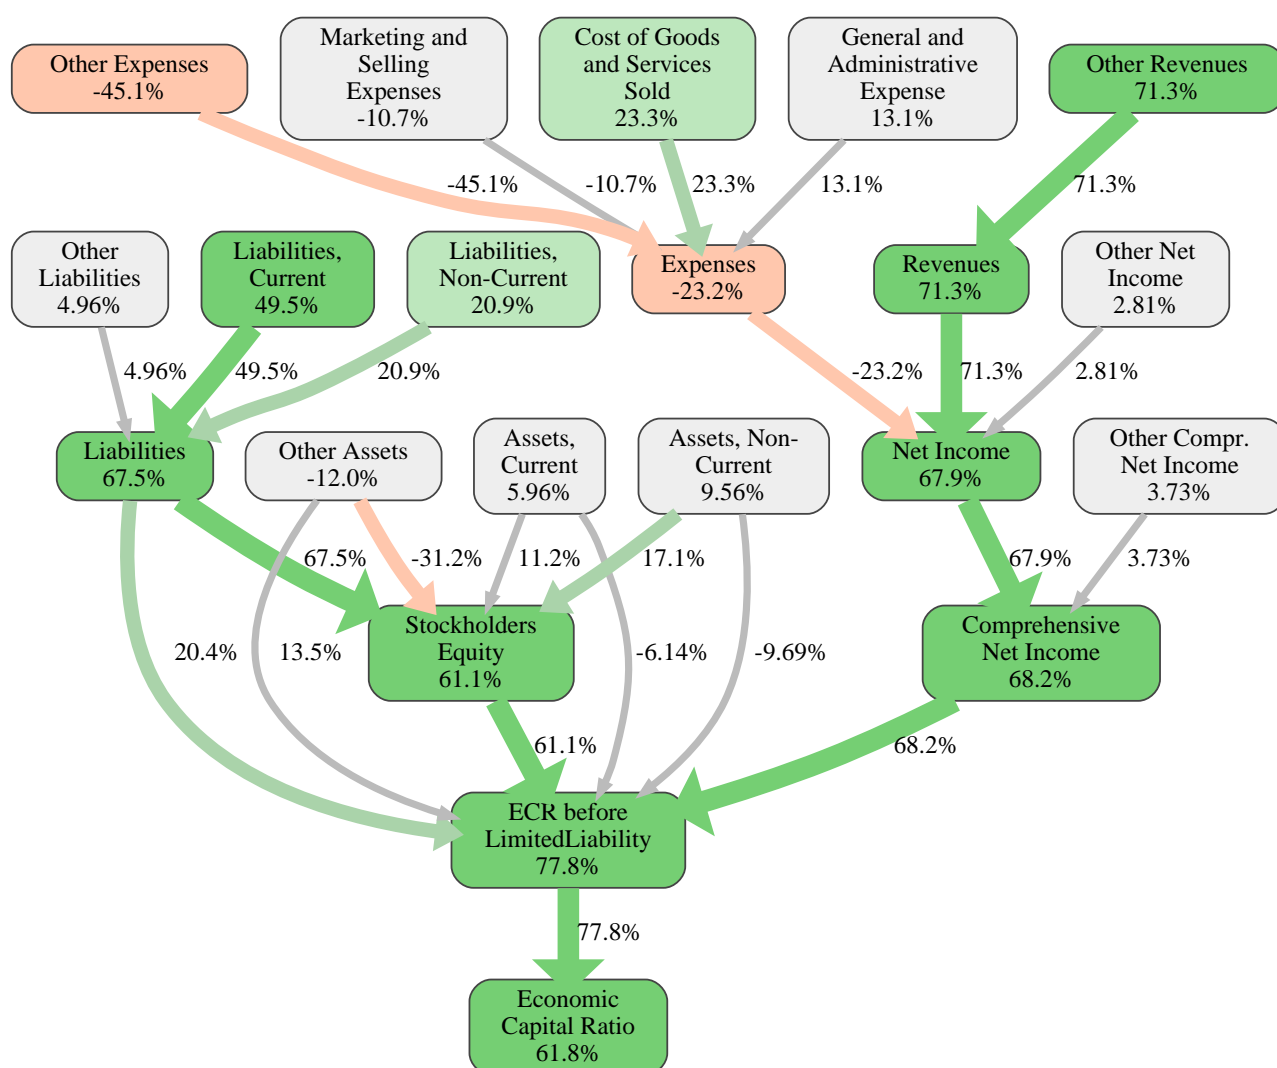 Other Expenses
-45.1%
Marketing and
Selling
Expenses
-10.7%
Cost of Goods
and Services
Sold
23.3%
General and
Administrative
Expense
13.1%
Other Revenues
71.3%
-45.1%
-10.7%
23.3%
13.1%
71.3%
Other
Liabilities
4.96%
Liabilities,
Current
49.5%
Liabilities,
Non-Current
20.9%
Expenses
-23.2%
Revenues
71.3%
Other Net
Income
2.81%
4.96%
49.5%
20.9%
-23.2%
71.3%
2.81%
Liabilities
67.5%
Other Assets
-12.0%
Assets,
Current
5.96%
Assets, Non-
Current
9.56%
Net Income
67.9%
Other Compr.
Net Income
3.73%
67.5%
-31.2%
11.2%
17.1%
67.9%
3.73%
20.4%
13.5%
Stockholders
Equity
61.1%
-6.14%
-9.69%
Comprehensive
Net Income
68.2%
61.1%
68.2%
ECR before
LimitedLiability
77.8%
77.8%
Economic
Capital Ratio
61.8%